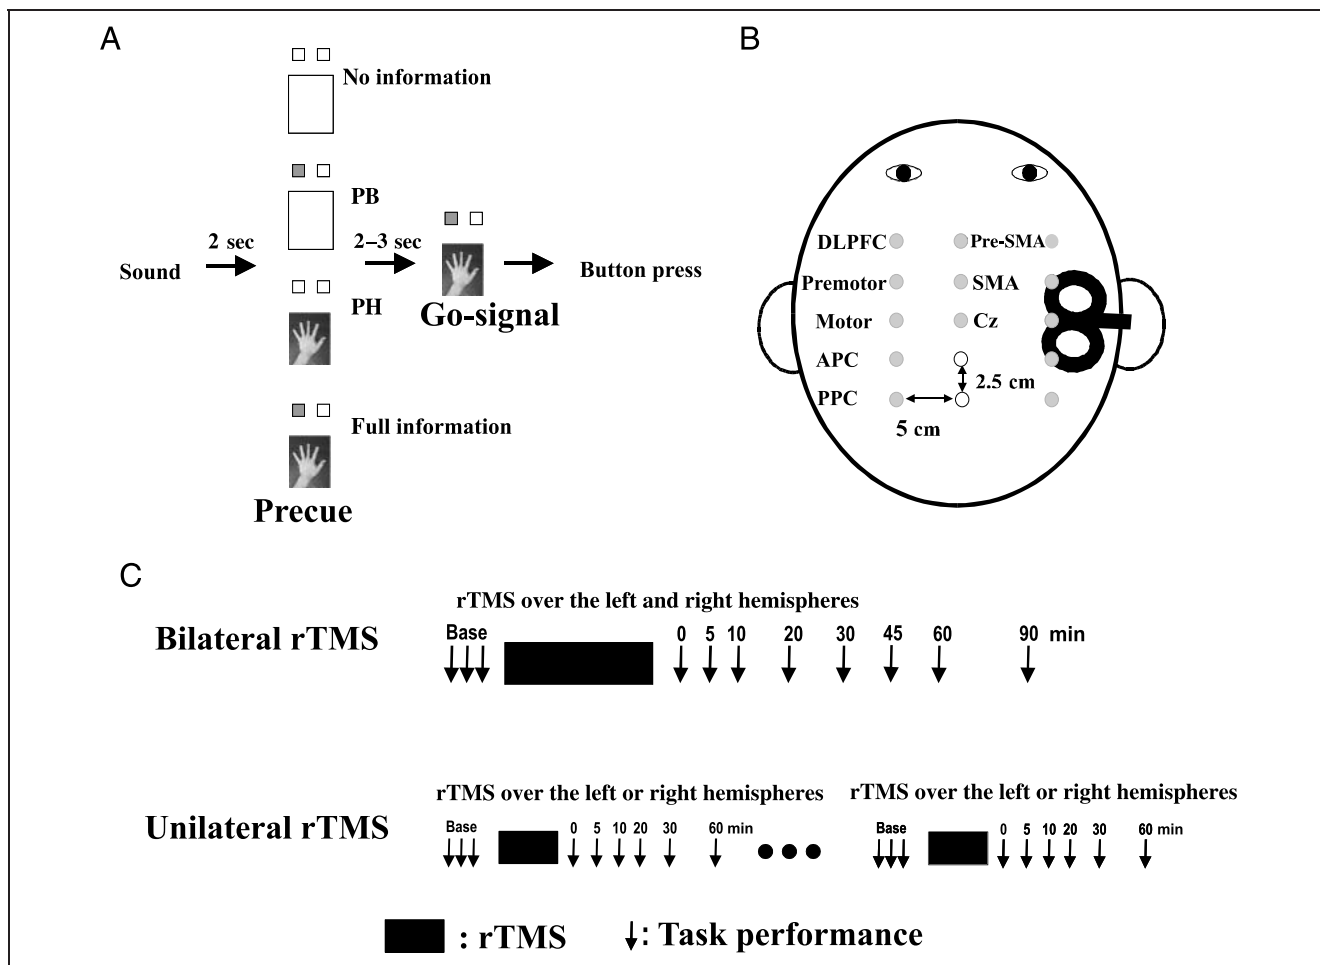 A
No information
PB
2 sec
2–3 sec
Sound
Button press
PH
Go-signal
Full information
Precue
B
DLPFC
Pre-SMA
Premotor
SMA
Motor
Cz
APC
2.5 cm
PPC
5 cm
C
rTMS over the left and right hemispheres
Bilateral rTMS
Base
0 5 10 20 30 45 60 90 min
rTMS over the left or right hemispheres
rTMS over the left or right hemispheres
Unilateral rTMS
Base
0 5 10 20 30 60 min
Base
0 5 10 20 30 60 min
: rTMS
: Task performance